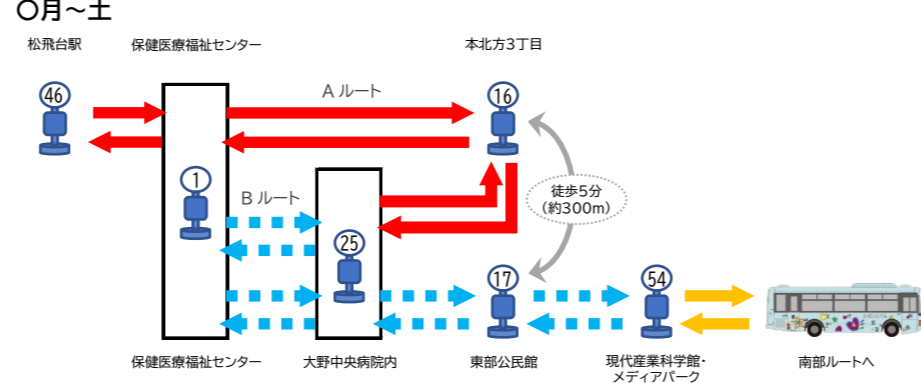 〇月～土
松飛台駅
保健医療福祉センター
本北方3丁目
46
Aルート
16
1
Bルート
徒歩5分
(約300m)
25
17
54
保健医療福祉センター
大野中央病院内
東部公民館
現代産業科学館・
メディアパーク
南部ルートへ